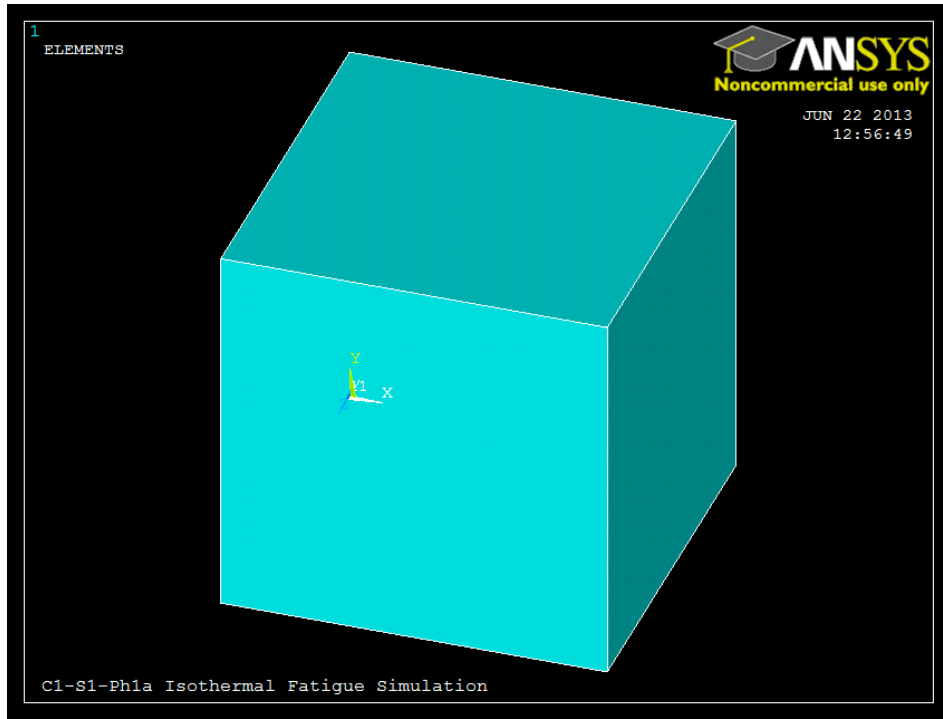 1
ELEMENTS
ANSYS
Noncommercial use only
JUN 22 2013
12:56:49
Y
X
C1-S1-Ph1a Isothermal Fatigue Simulation